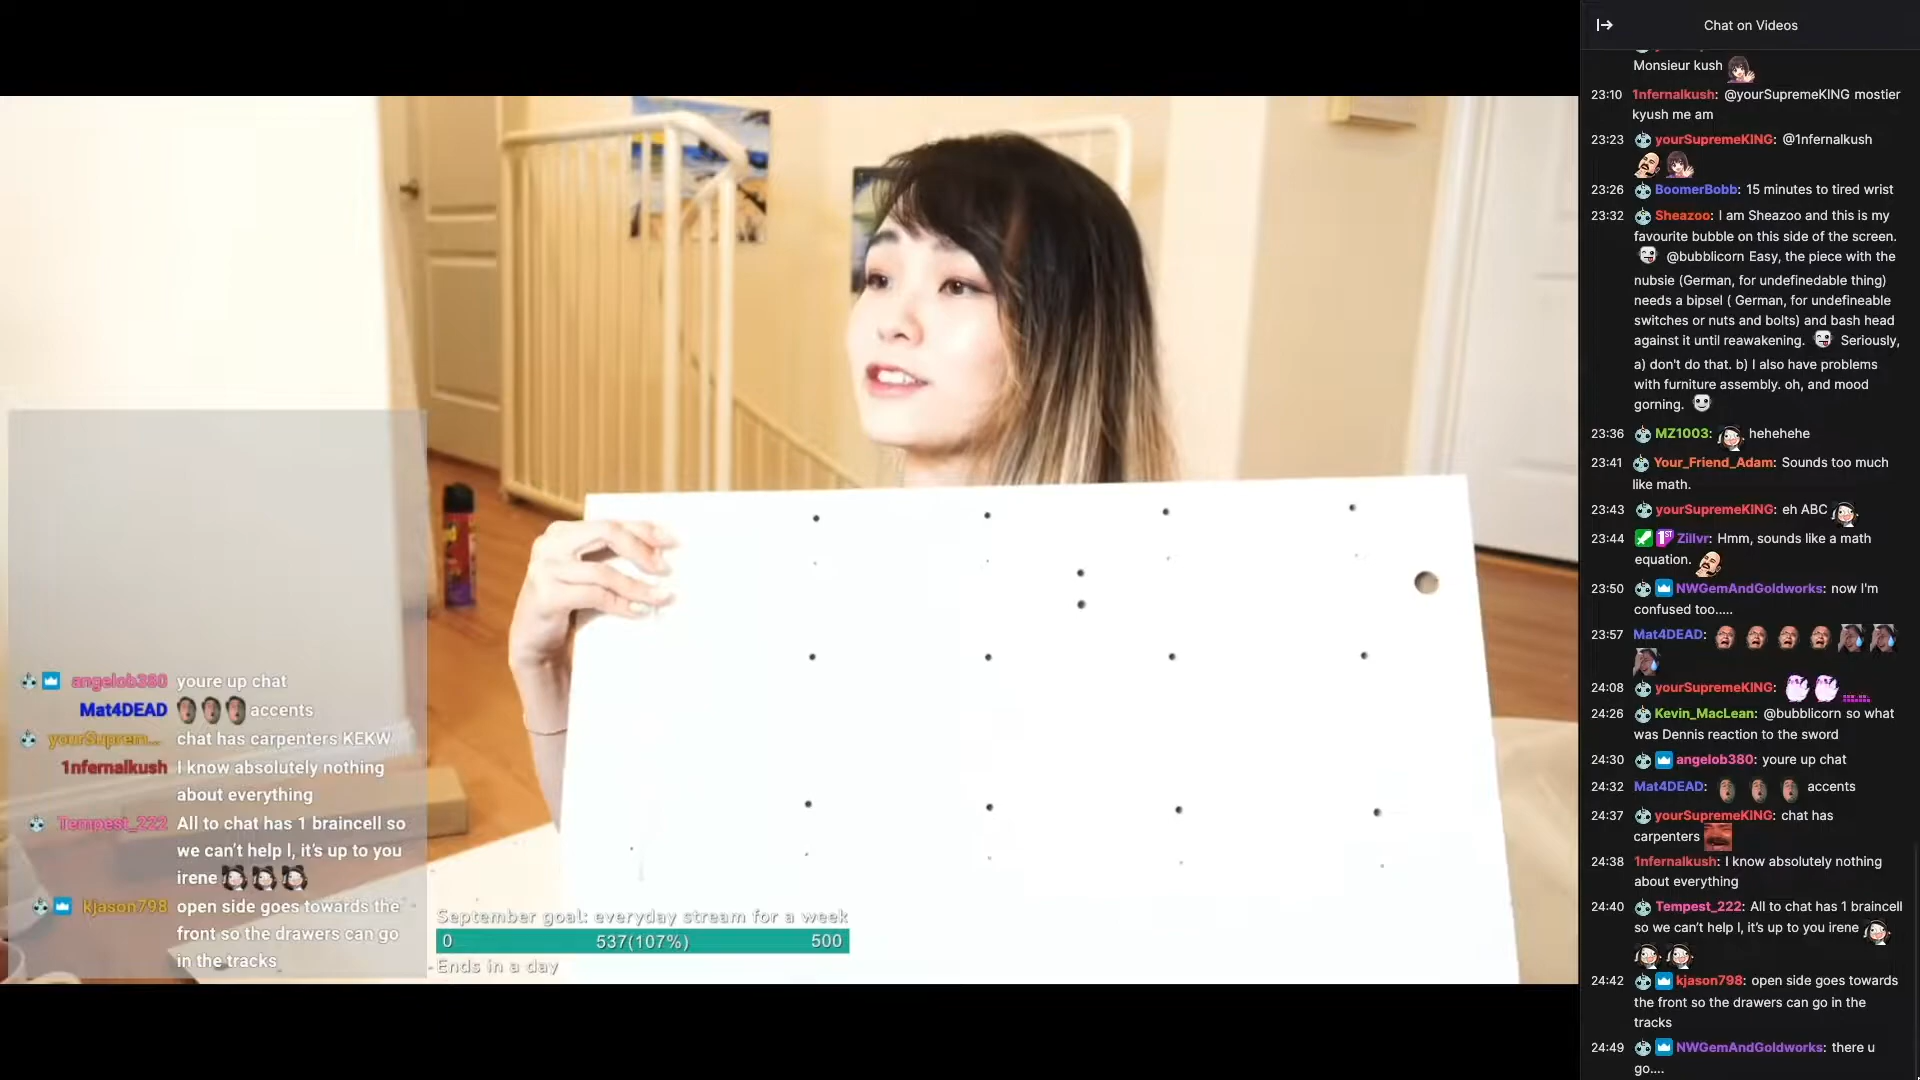 Chat on Videos
Monsieur kush
23:10 1nfernalkush: @yourSupremeKING mostier
kyush me am
23:23 yourSupremeKING: @1nfernalkush
23:26 BoomerBobb: 15 minutes to tired wrist
23:32 Sheazoo: I am Sheazoo and this is my
favourite bubble on this side of the screen.
@bubblicorn Easy, the piece with the
nubsie (German, for undefinedable thing)
needs a bipsel ( German, for undefineable
switches or nuts and bolts) and bash head
against it until reawakening. Seriously,
a) don't do that. b) I also have problems
with furniture assembly. oh, and mood
gorning.
23:36 MZ1003: hehehehe
23:41 Your_Friend_Adam: Sounds too much
like math.
23:43 yourSupremeKING: eh ABC
23:44 1ST Zillvr: Hmm, sounds like a math
equation.
23:50 NWGemAndGoldworks: now I'm
confused too.....
23:57 Mat4DEAD:
24:08 yourSupremeKING:
24:26 Kevin_MacLean: @bubblicorn so what
was Dennis reaction to the sword
24:30 angelob380: youre up chat
24:32 Mat4DEAD: accents
24:37 yourSupremeKING: chat has
carpenters
24:38 1nfernalkush: I know absolutely nothing
about everything
24:40 Tempest_222: All to chat has 1 braincell
so we can't help I, it's up to you irene
24:42 kjason798: open side goes towards
the front so the drawers can go in the
tracks
24:49 NWGemAndGoldworks: there u
go....
angelob380 youre up chat
Mat4DEAD accents
yourSuprem... chat has carpenters KEKW
1nfernalkush I know absolutely nothing
about everything
Tempest_222 All to chat has 1 braincell so
we can't help I, it's up to you
irene
kjason798 open side goes towards the
front so the drawers can go
in the tracks
September goal: everyday stream for a week
0 537(107%) 500
Ends in a day